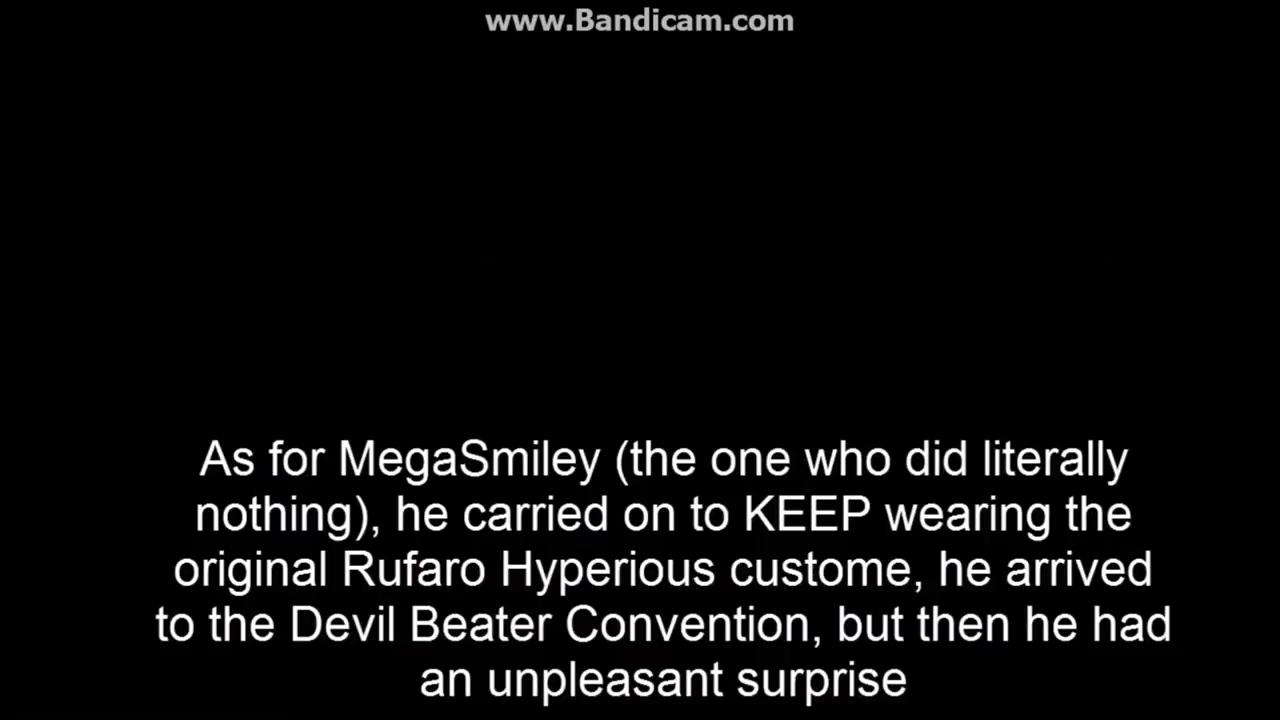 www.Bandicam.com
As for MegaSmiley (the one who did literally
nothing), he carried on to KEEP wearing the
original Rufaro Hyperious custome, he arrived
to the Devil Beater Convention, but then he had
an unpleasant surprise